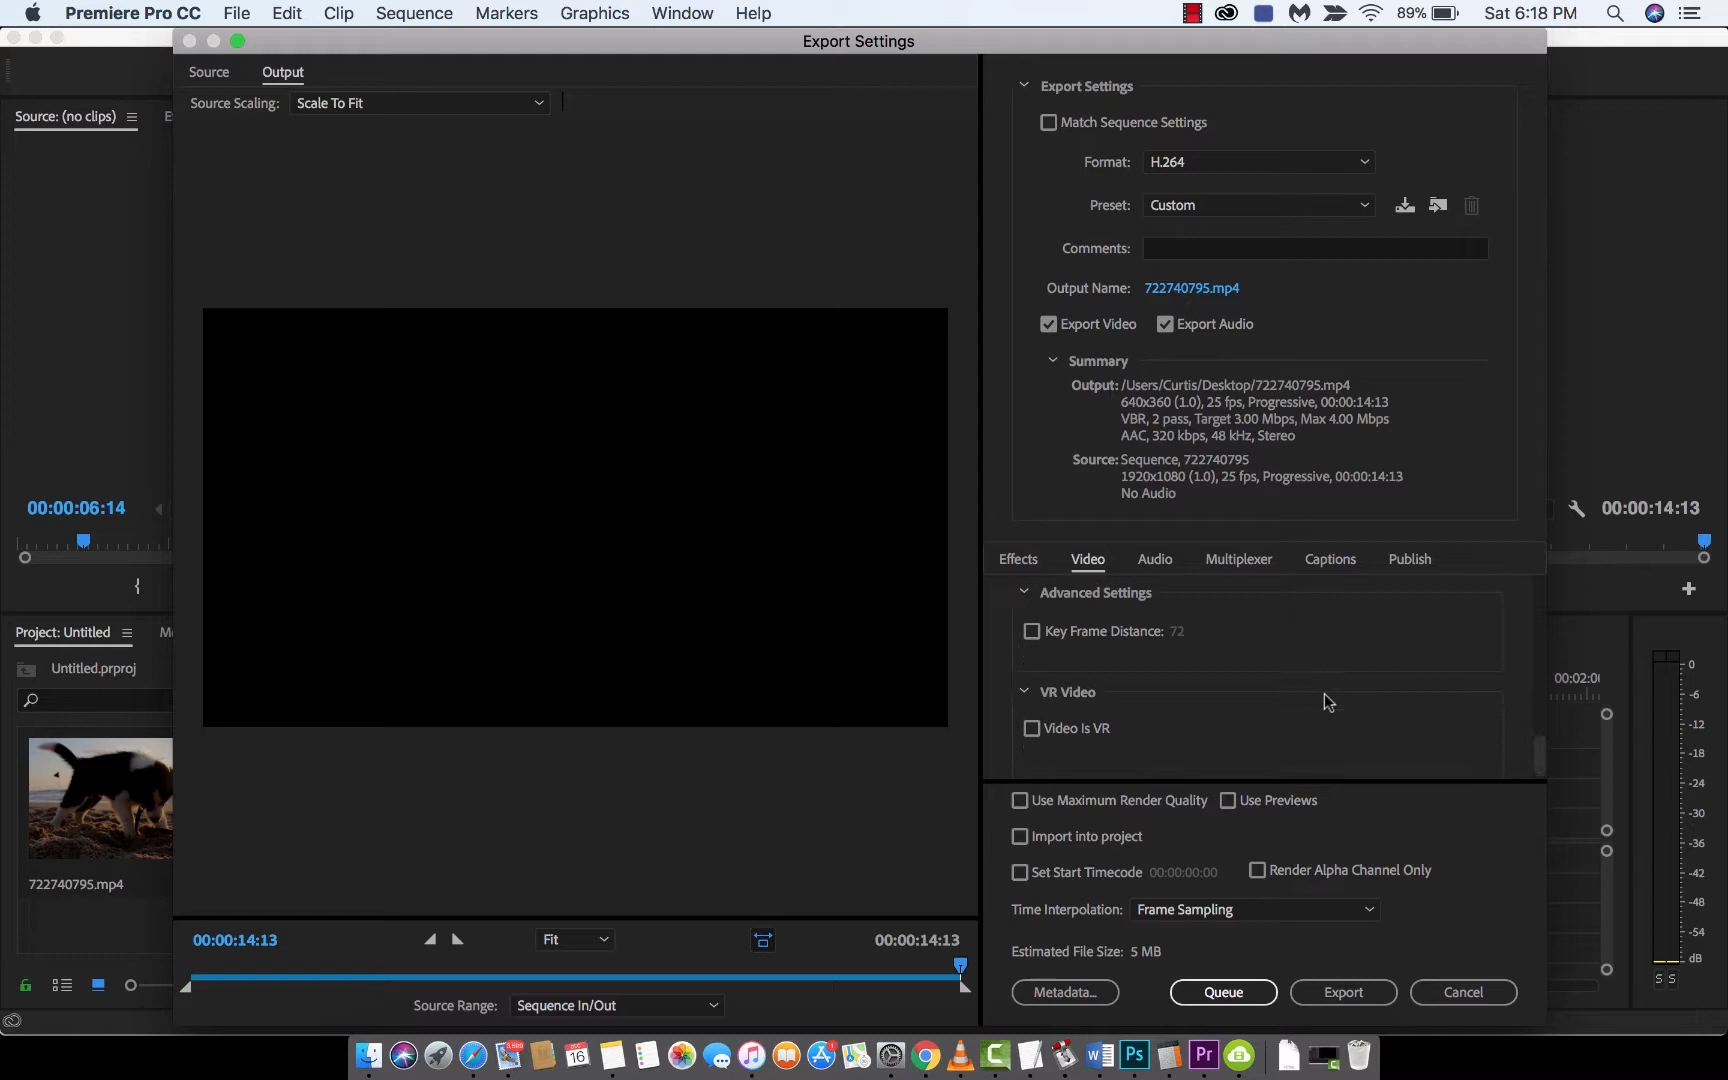 Premiere Pro CC File Edit Clip Sequence Markers Graphics Window Help 89% Sat 6:18 PM
Export Settings
Source Output
Source Scaling: Scale To Fit
Source: (no clips)
00:00:06:14
Project: Untitled
Untitled.prproj
722740795.mp4
00:00:14:13 Fit 00:00:14:13
Source Range: Sequence In/Out
Export Settings
Match Sequence Settings
Format: H.264
Preset: Custom
Comments:
Output Name: 722740795.mp4
Export Video Export Audio
Summary
Output: /Users/Curtis/Desktop/722740795.mp4
640x360 (1.0), 25 fps, Progressive, 00:00:14:13
VBR, 2 pass, Target 3.00 Mbps, Max 4.00 Mbps
AAC, 320 kbps, 48 kHz, Stereo
Source: Sequence, 722740795
1920x1080 (1.0), 25 fps, Progressive, 00:00:14:13
No Audio
Effects Video Audio Multiplexer Captions Publish
Advanced Settings
Key Frame Distance: 72
VR Video
Video Is VR
Use Maximum Render Quality Use Previews
Import into project
Set Start Timecode 00:00:00:00 Render Alpha Channel Only
Time Interpolation: Frame Sampling
Estimated File Size: 5 MB
Metadata... Queue Export Cancel
00:00:14:13
0
-6
-12
-18
-24
-30
-36
-42
-48
-54
dB
S S
3,599
DEC
16
1
W
Ps
Pr